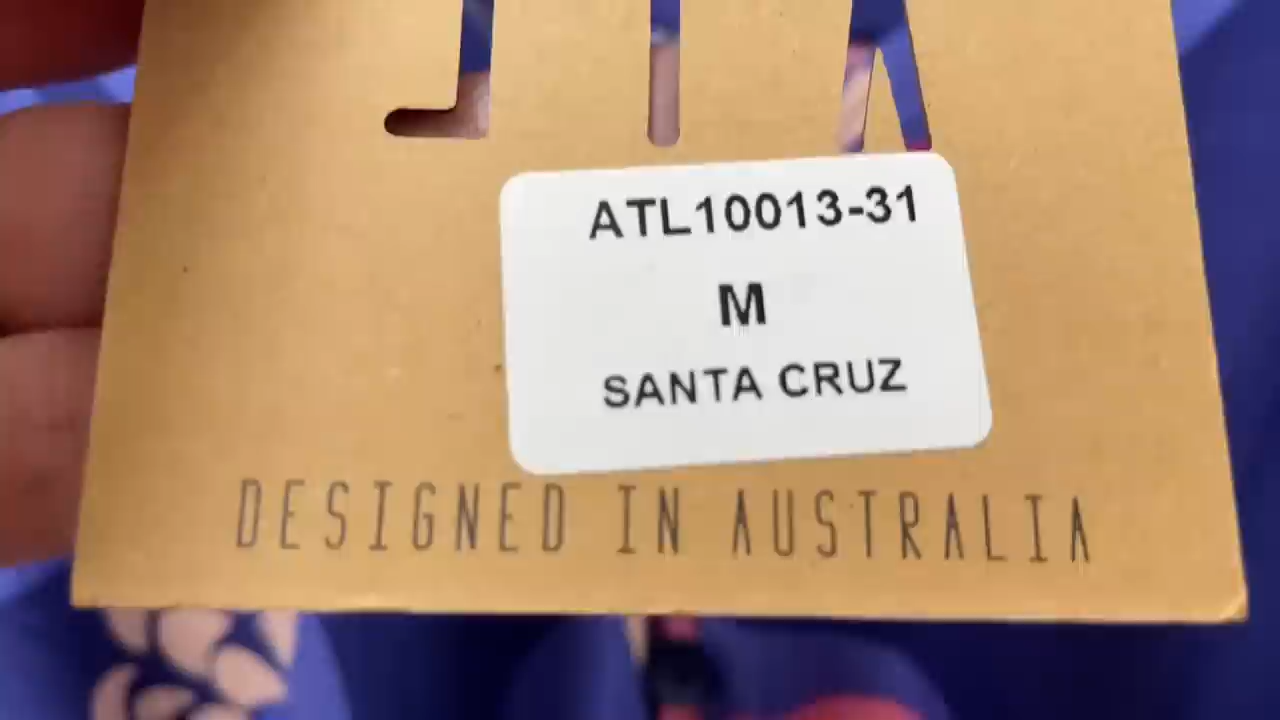 ATL10013-31
M
SANTA CRUZ
DESIGNED IN AUSTRALIA